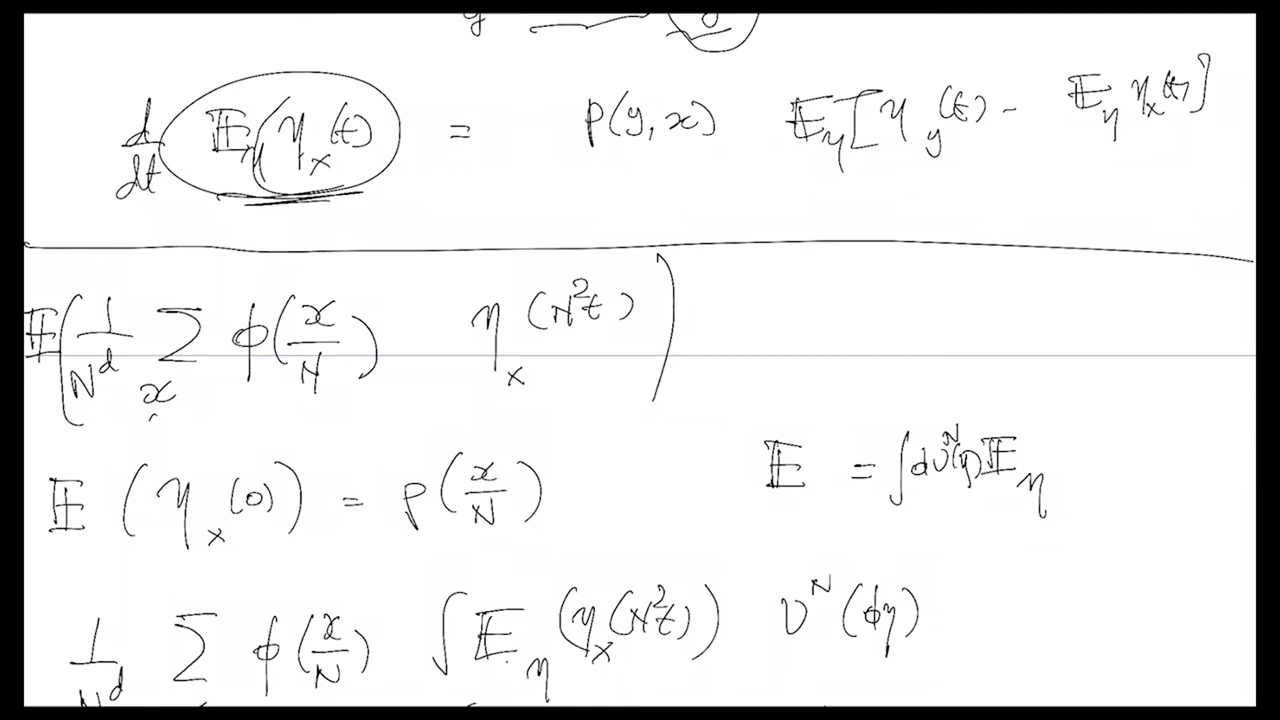 y
d/dt 𝔼_η(η_x(t) = p(y,x) 𝔼_η[η_y(t) - 𝔼_η η_x(t)]
𝔼(1/N^d Σ_x φ(x/N) η_x(N²t))
𝔼(η_x(0)) = ρ(x/N) 𝔼 = ∫dν^N(η)𝔼_η
1/N^d Σ φ(x/N) ∫𝔼_η(η_x(N²t)) ν^N(dη)